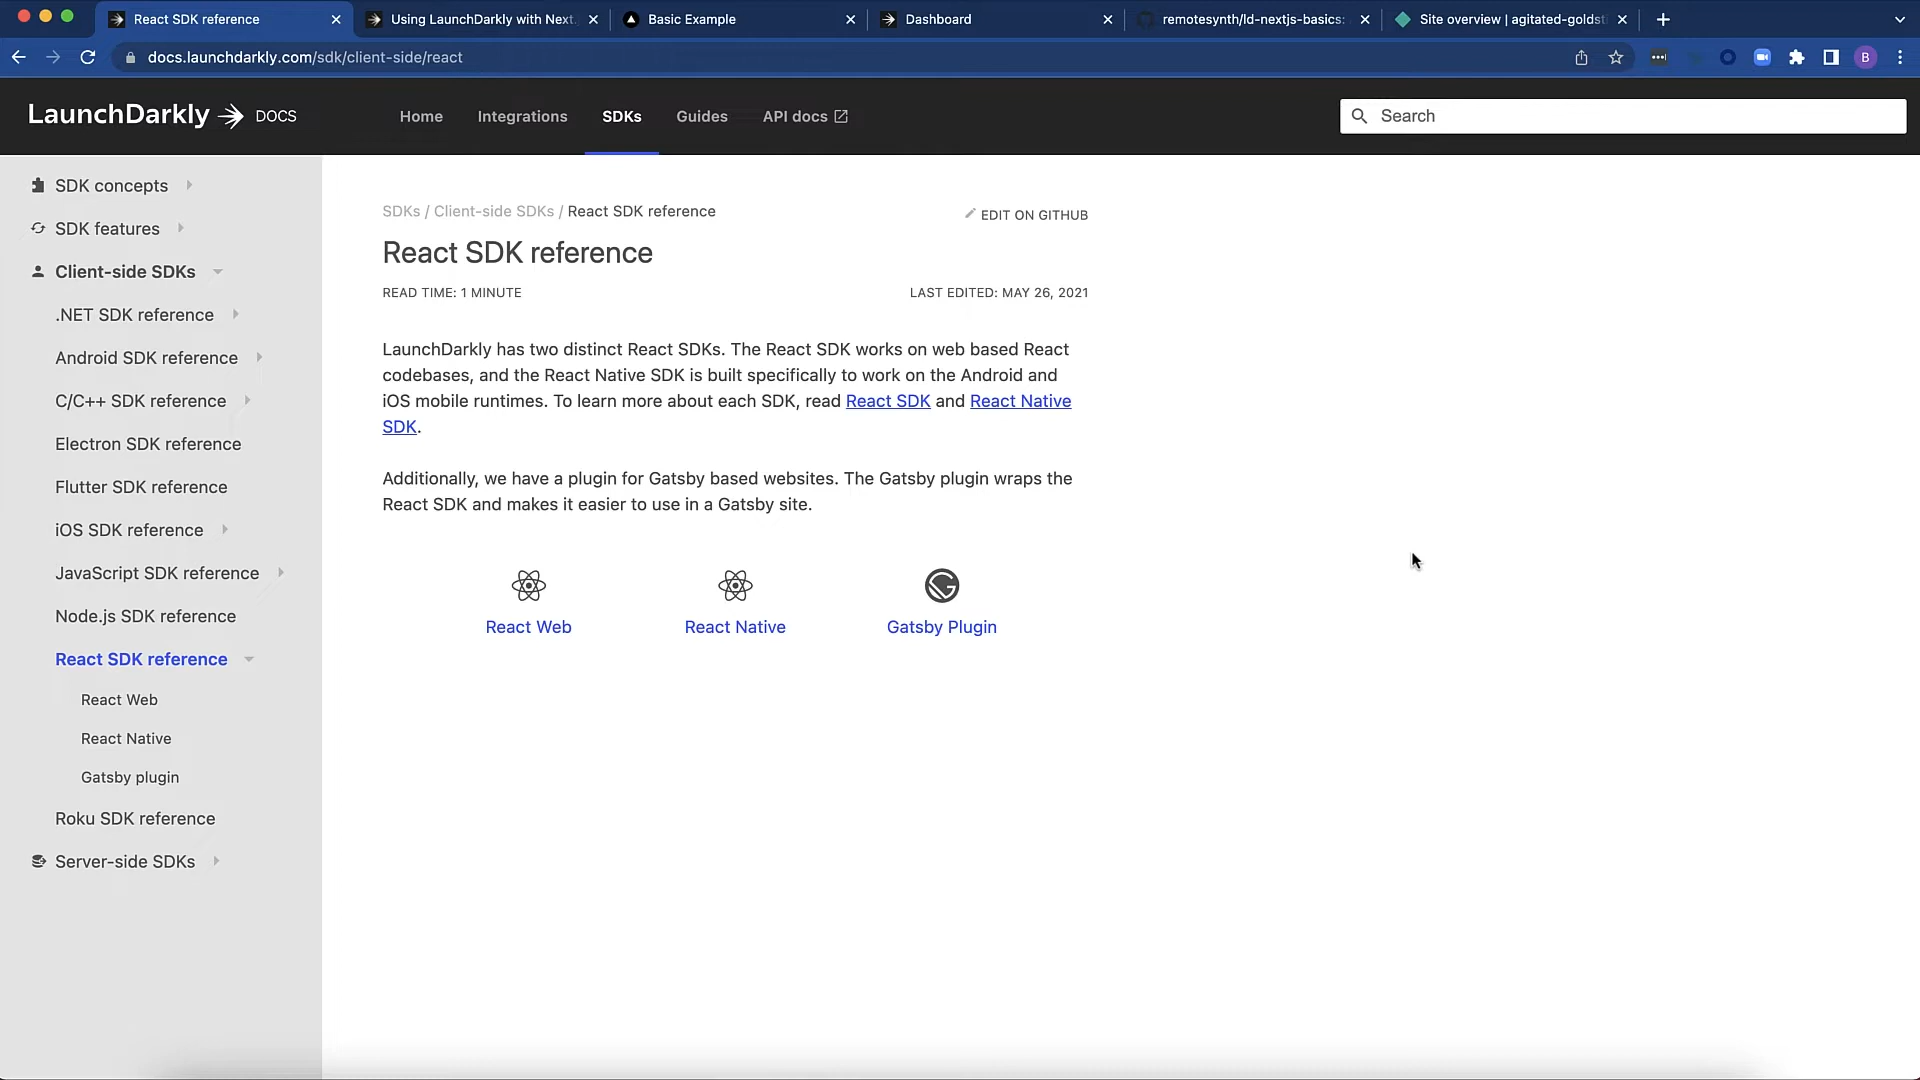 React SDK reference
Using LaunchDarkly with Next.
Basic Example
Dashboard
remotesynth/ld-nextjs-basics:
Site overview | agitated-goldst
docs.launchdarkly.com/sdk/client-side/react
B
LaunchDarkly DOCS
Home
Integrations
SDKs
Guides
API docs
Search
SDK concepts
SDK features
Client-side SDKs
.NET SDK reference
Android SDK reference
C/C++ SDK reference
Electron SDK reference
Flutter SDK reference
iOS SDK reference
JavaScript SDK reference
Node.js SDK reference
React SDK reference
React Web
React Native
Gatsby plugin
Roku SDK reference
Server-side SDKs
SDKs / Client-side SDKs / React SDK reference
EDIT ON GITHUB
React SDK reference
READ TIME: 1 MINUTE
LAST EDITED: MAY 26, 2021
LaunchDarkly has two distinct React SDKs. The React SDK works on web based React
codebases, and the React Native SDK is built specifically to work on the Android and
iOS mobile runtimes. To learn more about each SDK, read React SDK and React Native
SDK.
Additionally, we have a plugin for Gatsby based websites. The Gatsby plugin wraps the
React SDK and makes it easier to use in a Gatsby site.
React Web
React Native
Gatsby Plugin